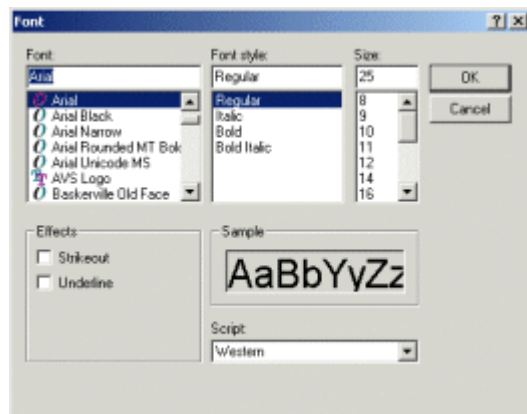 Font
Font:
Font style:
Size:
Arial
Regular
25
OK
Cancel
Arial
Arial Black
Arial Narrow
Arial Rounded MT Bolc
Arial Unicode MS
AVS Logo
Baskerville Old Face
Regular
Italic
Bold
Bold Italic
8
9
10
11
12
14
16
Effects
Strikeout
Underline
Sample
AaBbYyZz
Script:
Western